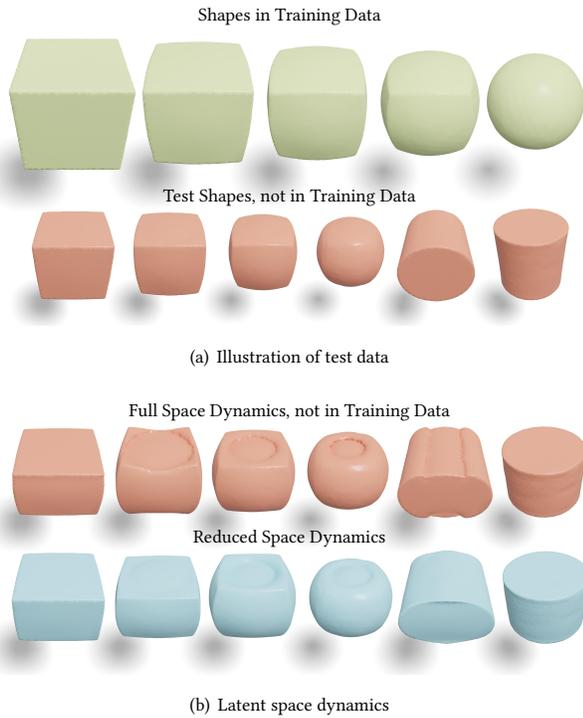 Shapes in Training Data
Test Shapes, not in Training Data
(a) Illustration of test data
Full Space Dynamics, not in Training Data
Reduced Space Dynamics
(b) Latent space dynamics